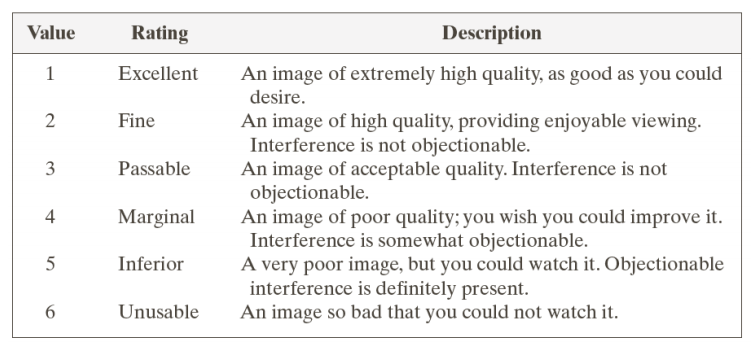 Value Rating Description
1 Excellent An image of extremely high quality, as good as you could
desire.
2 Fine An image of high quality, providing enjoyable viewing.
Interference is not objectionable.
3 Passable An image of acceptable quality. Interference is not
objectionable.
4 Marginal An image of poor quality; you wish you could improve it.
Interference is somewhat objectionable.
5 Inferior A very poor image, but you could watch it. Objectionable
interference is definitely present.
6 Unusable An image so bad that you could not watch it.